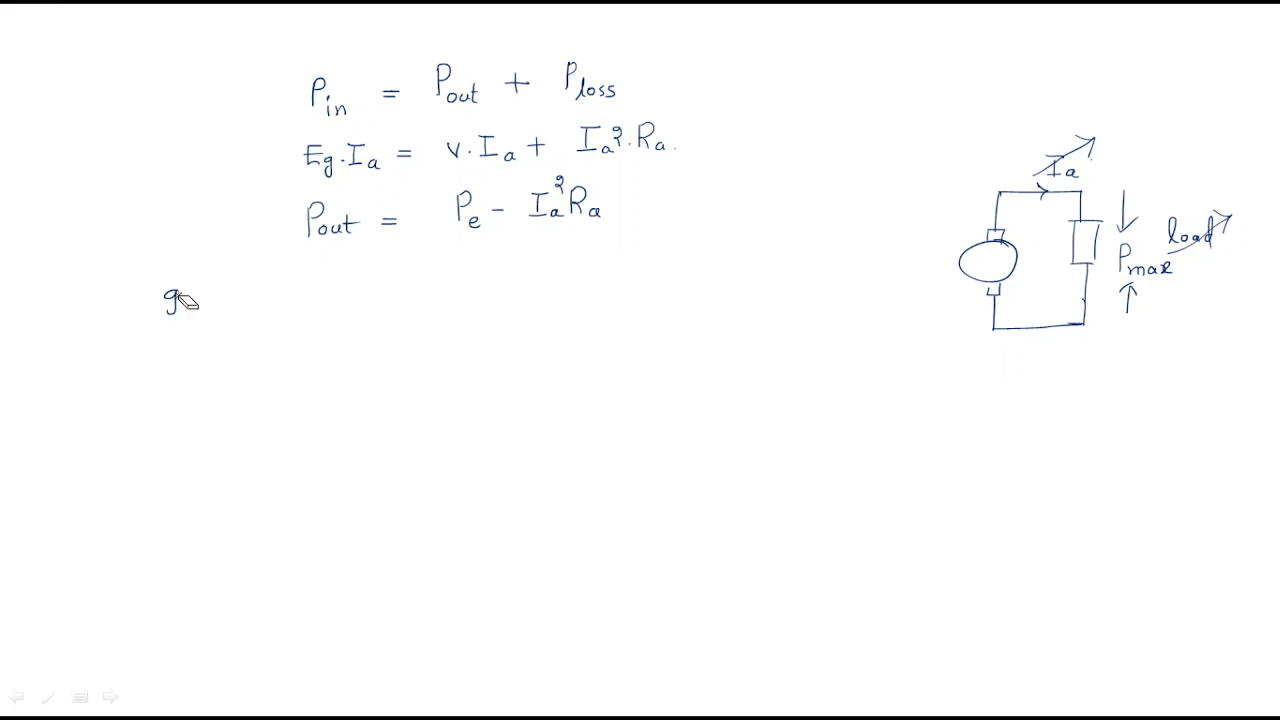 Pin = Pout + Ploss
Eg.Ia = V.Ia + Ia².Ra.
Pout = Pe - Ia²Ra
Ia
load
Pmax
g